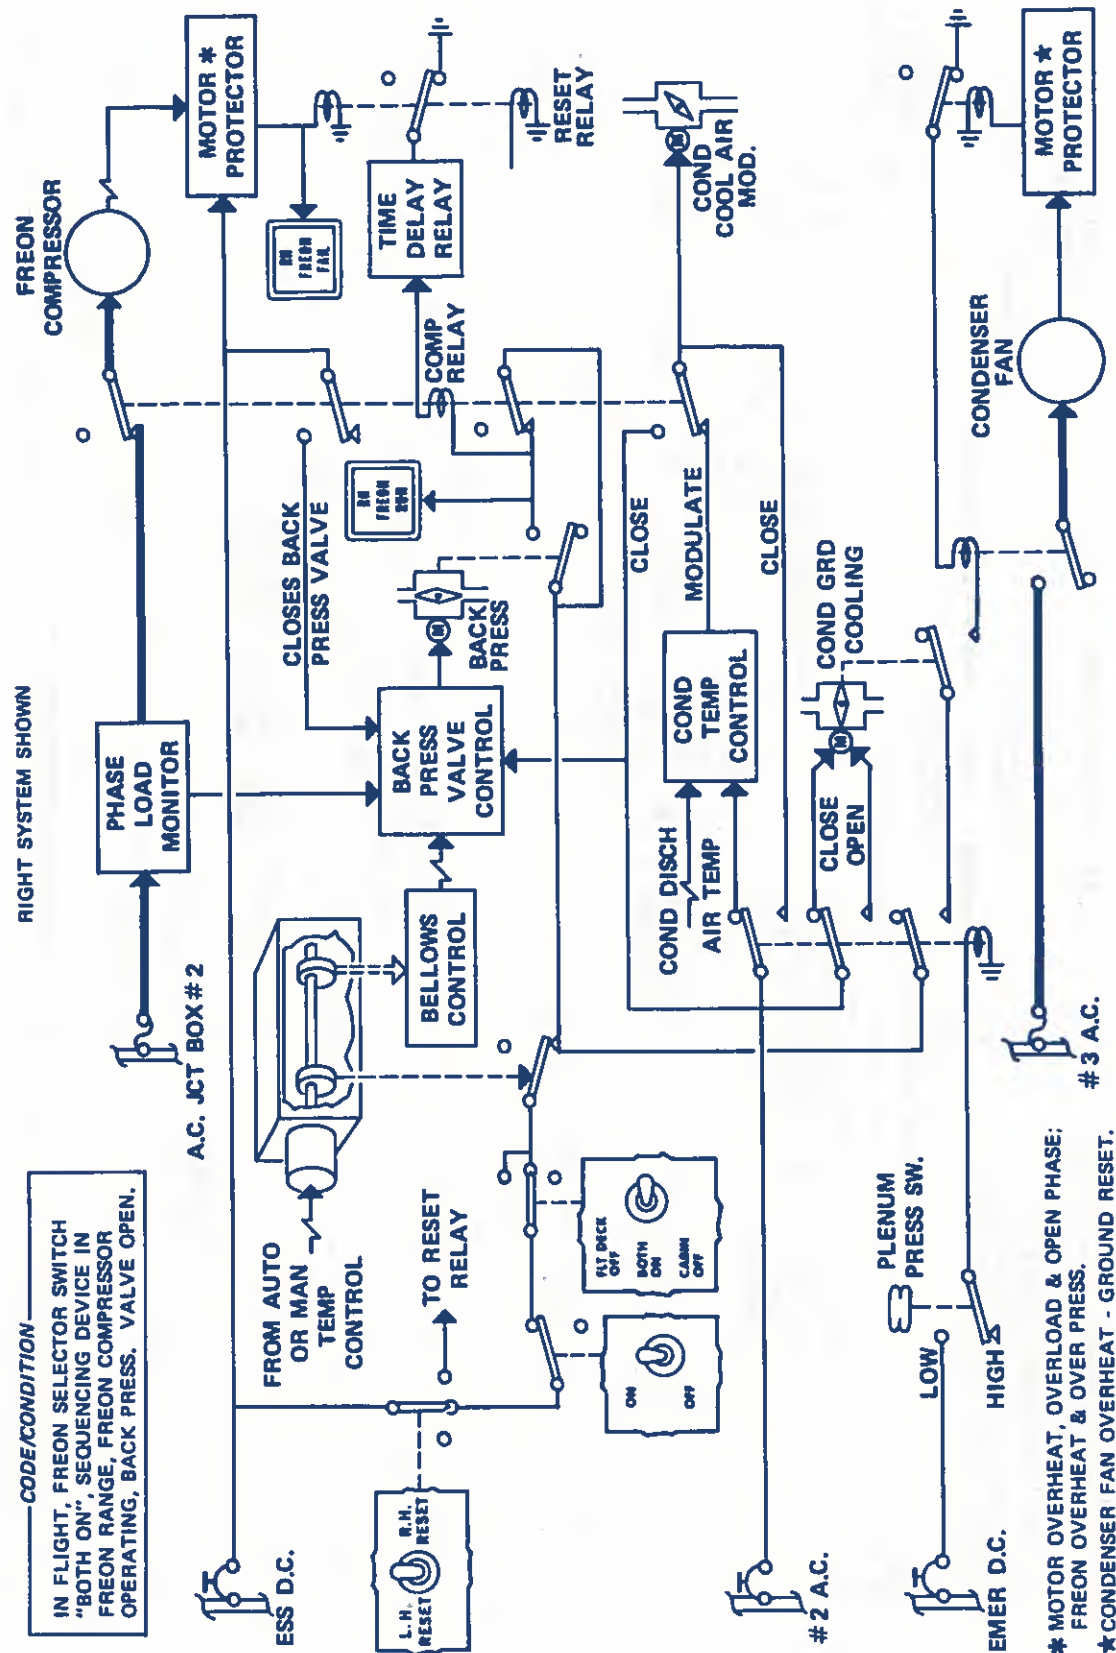 RIGHT SYSTEM SHOWN
CODE/CONDITION
IN FLIGHT, FREON SELECTOR SWITCH
"BOTH ON", SEQUENCING DEVICE IN
FREON RANGE, FREON COMPRESSOR
OPERATING, BACK PRESS. VALVE OPEN.
A.C. JCT BOX # 2
PHASE
LOAD
MONITOR
FREON
COMPRESSOR
MOTOR *
PROTECTOR
ESS D.C.
L.H.
RESET
R.H.
RESET
FROM AUTO
OR MAN
TEMP
CONTROL
TO RESET
RELAY
BELLOWS
CONTROL
CLOSES BACK
PRESS VALVE
BACK
PRESS
VALVE
CONTROL
BACK
PRESS
RH
FREON
RUN
RH
FREON
FAIL
COMP
RELAY
TIME
DELAY
RELAY
RESET
RELAY
ON
OFF
FLT DECK
OFF
BOTH
ON
CABIN
OFF
CLOSE
MODULATE
CLOSE
COND
COOL AIR
MOD.
M
M
M
COND DISCH
AIR TEMP
COND
TEMP
CONTROL
CLOSE
OPEN
COND GRD
COOLING
#2 A.C.
EMER D.C.
LOW
HIGH
PLENUM
PRESS SW.
#3 A.C.
CONDENSER
FAN
MOTOR ★
PROTECTOR
* MOTOR OVERHEAT, OVERLOAD & OPEN PHASE;
FREON OVERHEAT & OVER PRESS.
★ CONDENSER FAN OVERHEAT - GROUND RESET.